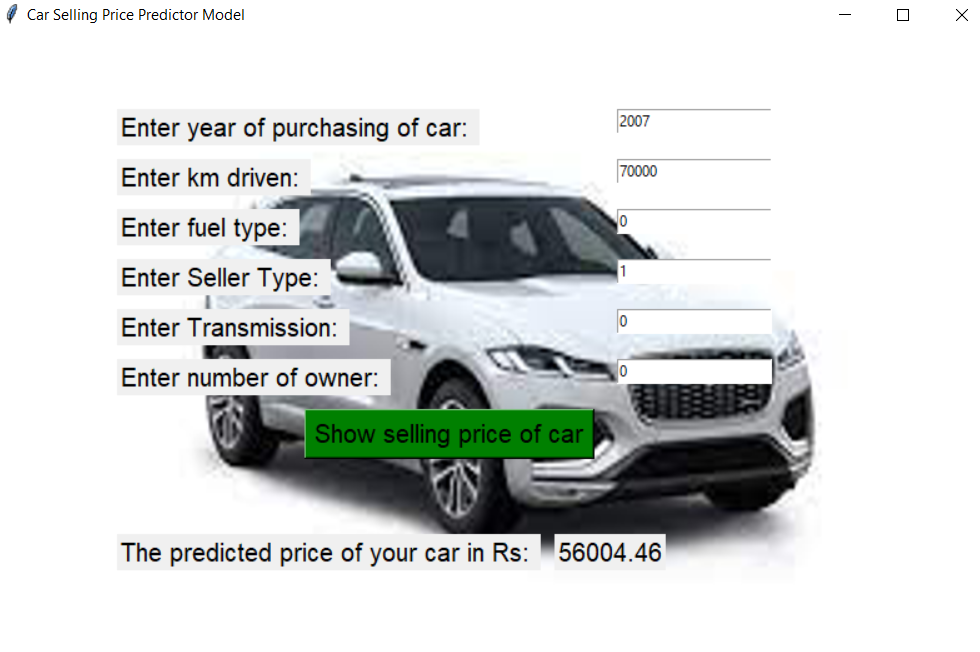 Car Selling Price Predictor Model
Enter year of purchasing of car: 2007
Enter km driven: 70000
Enter fuel type: 0
Enter Seller Type: 1
Enter Transmission: 0
Enter number of owner: 0
Show selling price of car
The predicted price of your car in Rs: 56004.46